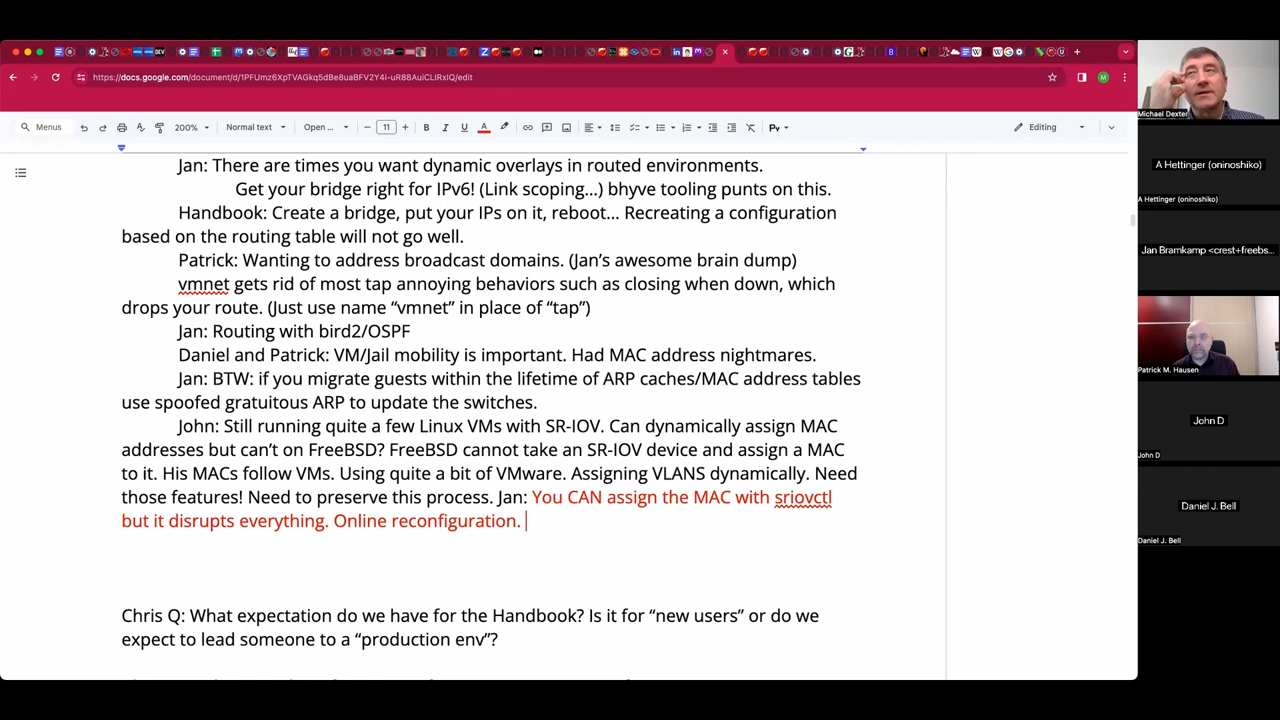 https://docs.google.com/document/d/1PFUmz6XpTVAGkq5dBe8uaBFV2Y4i-uR88AuiCLIRxIQ/edit
Menus 200% Normal text Open ... 11 Editing
Jan: There are times you want dynamic overlays in routed environments.
Get your bridge right for IPv6! (Link scoping…) bhyve tooling punts on this.
Handbook: Create a bridge, put your IPs on it, reboot… Recreating a configuration
based on the routing table will not go well.
Patrick: Wanting to address broadcast domains. (Jan’s awesome brain dump)
vmnet gets rid of most tap annoying behaviors such as closing when down, which
drops your route. (Just use name “vmnet” in place of “tap”)
Jan: Routing with bird2/OSPF
Daniel and Patrick: VM/Jail mobility is important. Had MAC address nightmares.
Jan: BTW: if you migrate guests within the lifetime of ARP caches/MAC address tables
use spoofed gratuitous ARP to update the switches.
John: Still running quite a few Linux VMs with SR-IOV. Can dynamically assign MAC
addresses but can’t on FreeBSD? FreeBSD cannot take an SR-IOV device and assign a MAC
to it. His MACs follow VMs. Using quite a bit of VMware. Assigning VLANS dynamically. Need
those features! Need to preserve this process. Jan: You CAN assign the MAC with sriovctl
but it disrupts everything. Online reconfiguration.
Chris Q: What expectation do we have for the Handbook? Is it for “new users” or do we
expect to lead someone to a “production env”?
Michael Dexter
A Hettinger (oninoshiko)
A Hettinger (oninoshiko)
Jan Bramkamp <crest+freebs...
Patrick M. Hausen
John D
John D
Daniel J. Bell
Daniel J. Bell